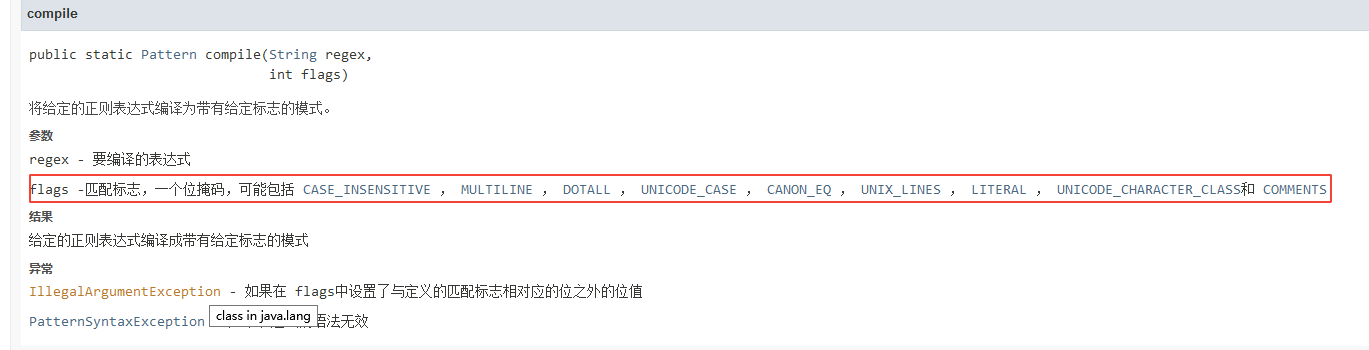 compile
public static Pattern compile(String regex,
int flags)
将给定的正则表达式编译为带有给定标志的模式。
参数
regex - 要编译的表达式
flags -匹配标志，一个位掩码，可能包括 CASE_INSENSITIVE ， MULTILINE ， DOTALL ， UNICODE_CASE ， CANON_EQ ， UNIX_LINES ， LITERAL ， UNICODE_CHARACTER_CLASS和 COMMENTS
结果
给定的正则表达式编译成带有给定标志的模式
异常
IllegalArgumentException - 如果在 flags中设置了与定义的匹配标志相对应的位之外的位值
class in java.lang
PatternSyntaxException 语法无效